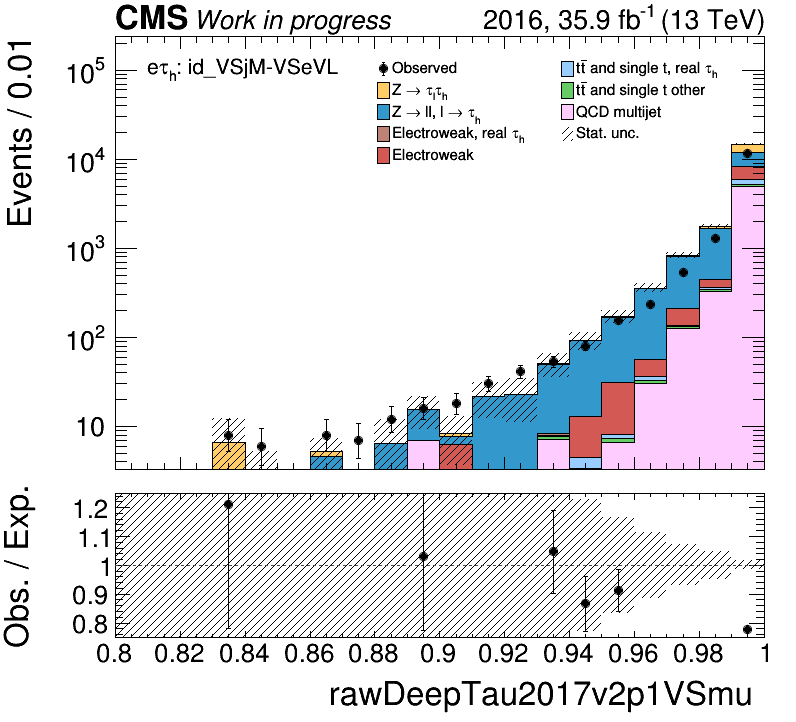 CMS Work in progress
2016, 35.9 fb⁻¹ (13 TeV)
Events / 0.01
10⁵
10⁴
10³
10²
10
eτₕ: id_VSjM-VSeVL
Observed
Z → τₗτₕ
Z → ll, l → τₕ
Electroweak, real τₕ
Electroweak
tt̄ and single t, real τₕ
tt̄ and single t other
QCD multijet
Stat. unc.
Obs. / Exp.
1.2
1.1
1
0.9
0.8
0.8 0.82 0.84 0.86 0.88 0.9 0.92 0.94 0.96 0.98 1
rawDeepTau2017v2p1VSmu